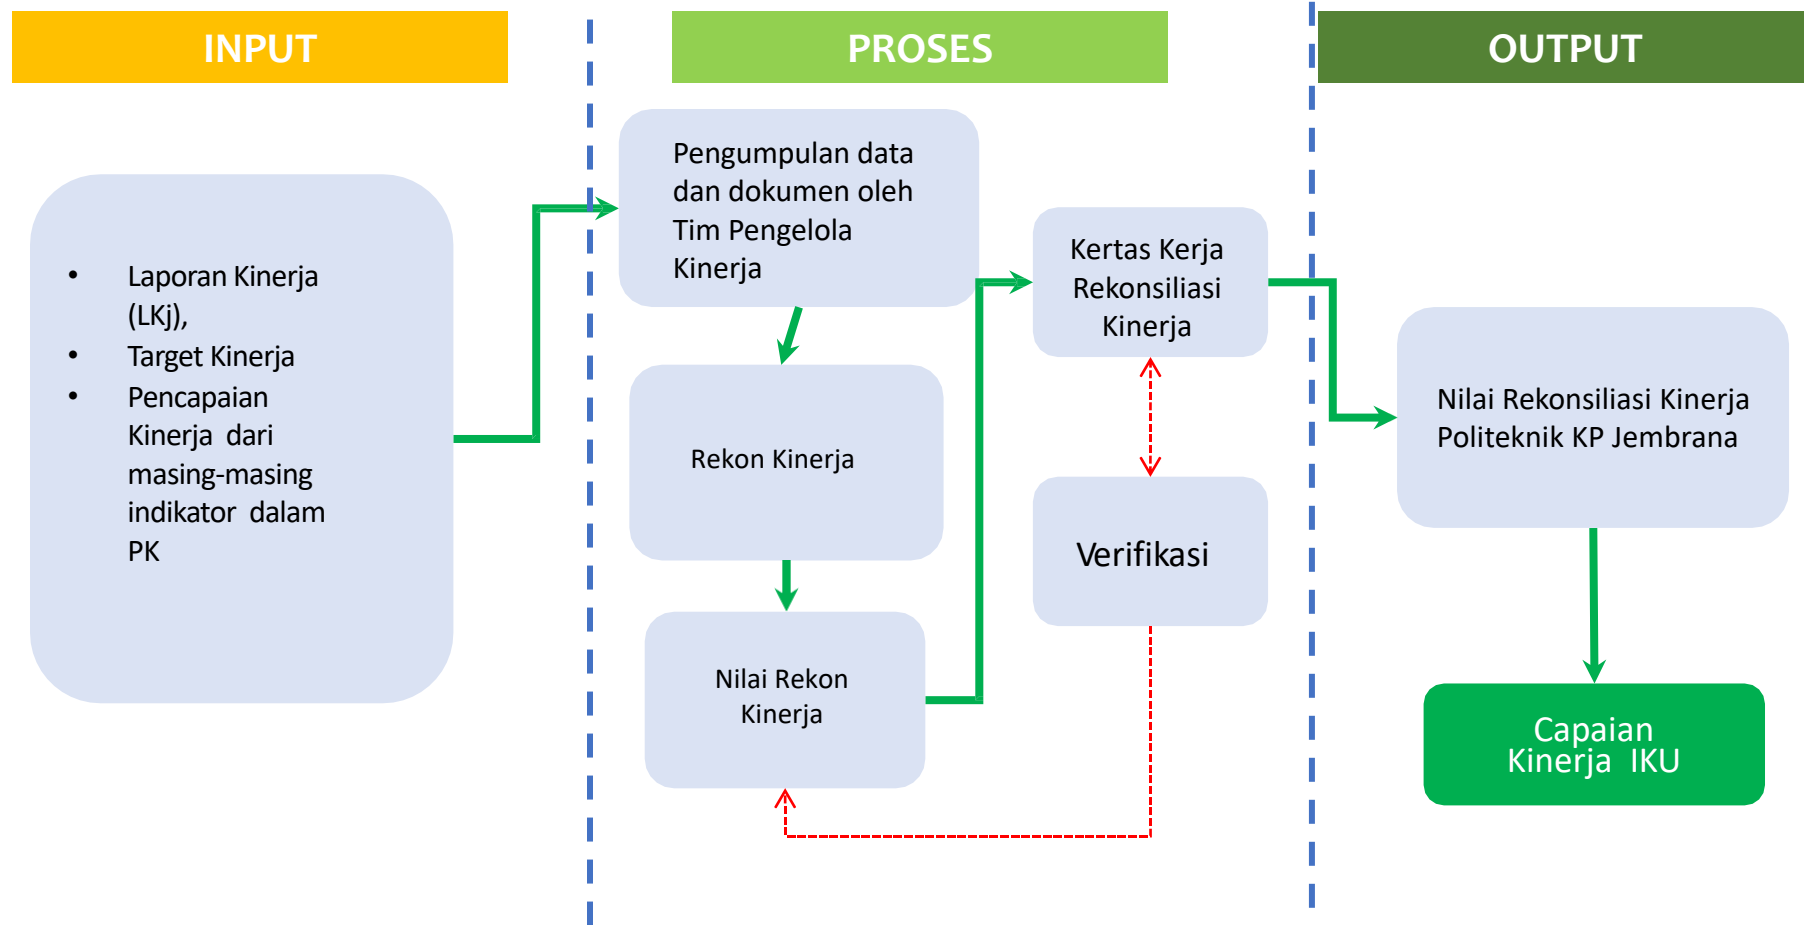 INPUT
PROSES
OUTPUT
• Laporan Kinerja
(LKj),
• Target Kinerja
• Pencapaian
Kinerja dari
masing-masing
indikator dalam
PK
Pengumpulan data
dan dokumen oleh
Tim Pengelola
Kinerja
Rekon Kinerja
Nilai Rekon
Kinerja
Kertas Kerja
Rekonsiliasi
Kinerja
Verifikasi
Nilai Rekonsiliasi Kinerja
Politeknik KP Jembrana
Capaian
Kinerja IKU